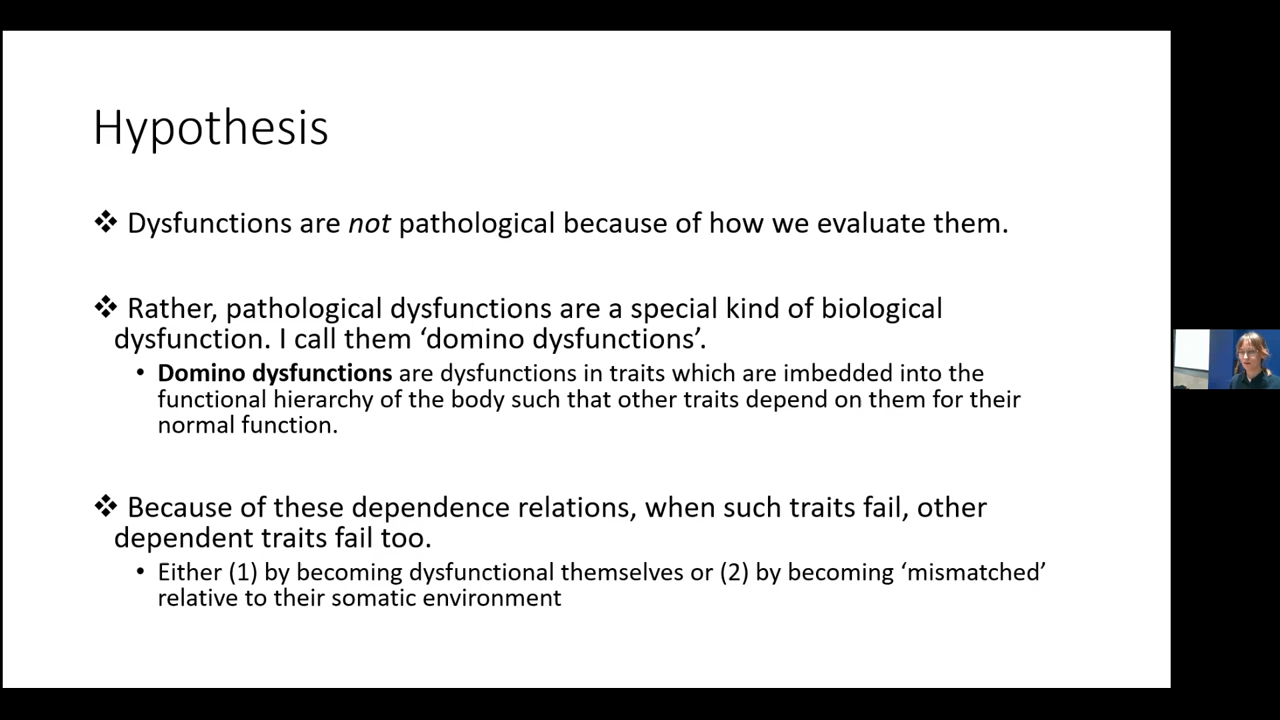 Hypothesis
❖ Dysfunctions are not pathological because of how we evaluate them.
❖ Rather, pathological dysfunctions are a special kind of biological
dysfunction. I call them ‘domino dysfunctions’.
• Domino dysfunctions are dysfunctions in traits which are imbedded into the
functional hierarchy of the body such that other traits depend on them for their
normal function.
❖ Because of these dependence relations, when such traits fail, other
dependent traits fail too.
• Either (1) by becoming dysfunctional themselves or (2) by becoming ‘mismatched’
relative to their somatic environment